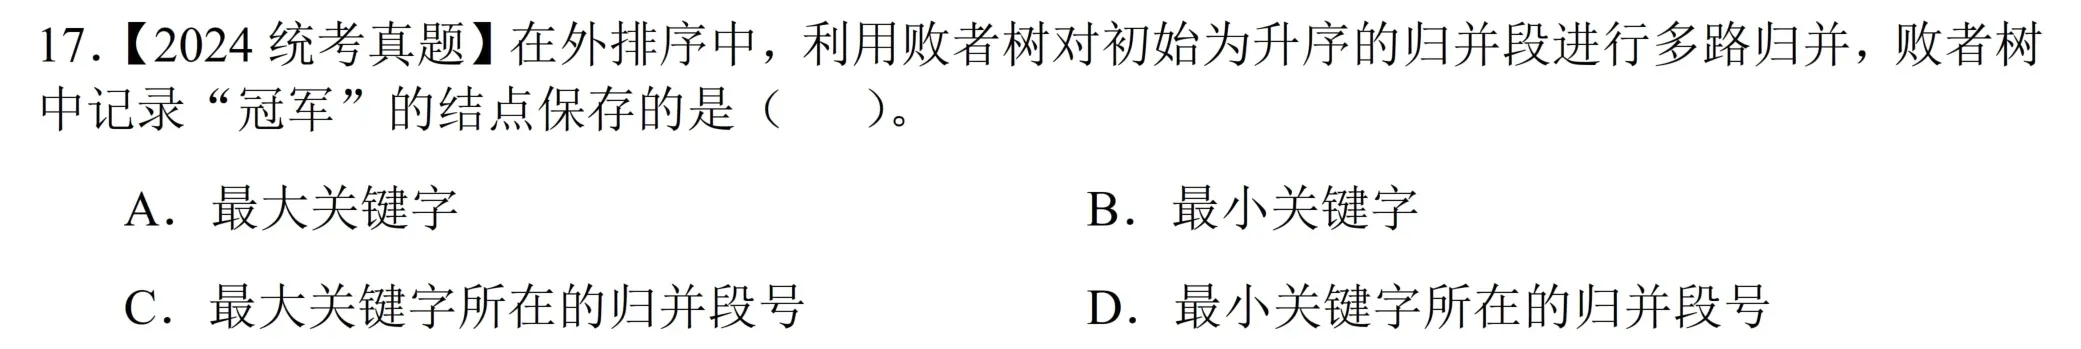 17.【2024 统考真题】在外排序中，利用败者树对初始为升序的归并段进行多路归并，败者树
中记录“冠军”的结点保存的是（　　）。
A．最大关键字　　B．最小关键字
C．最大关键字所在的归并段号　　D．最小关键字所在的归并段号